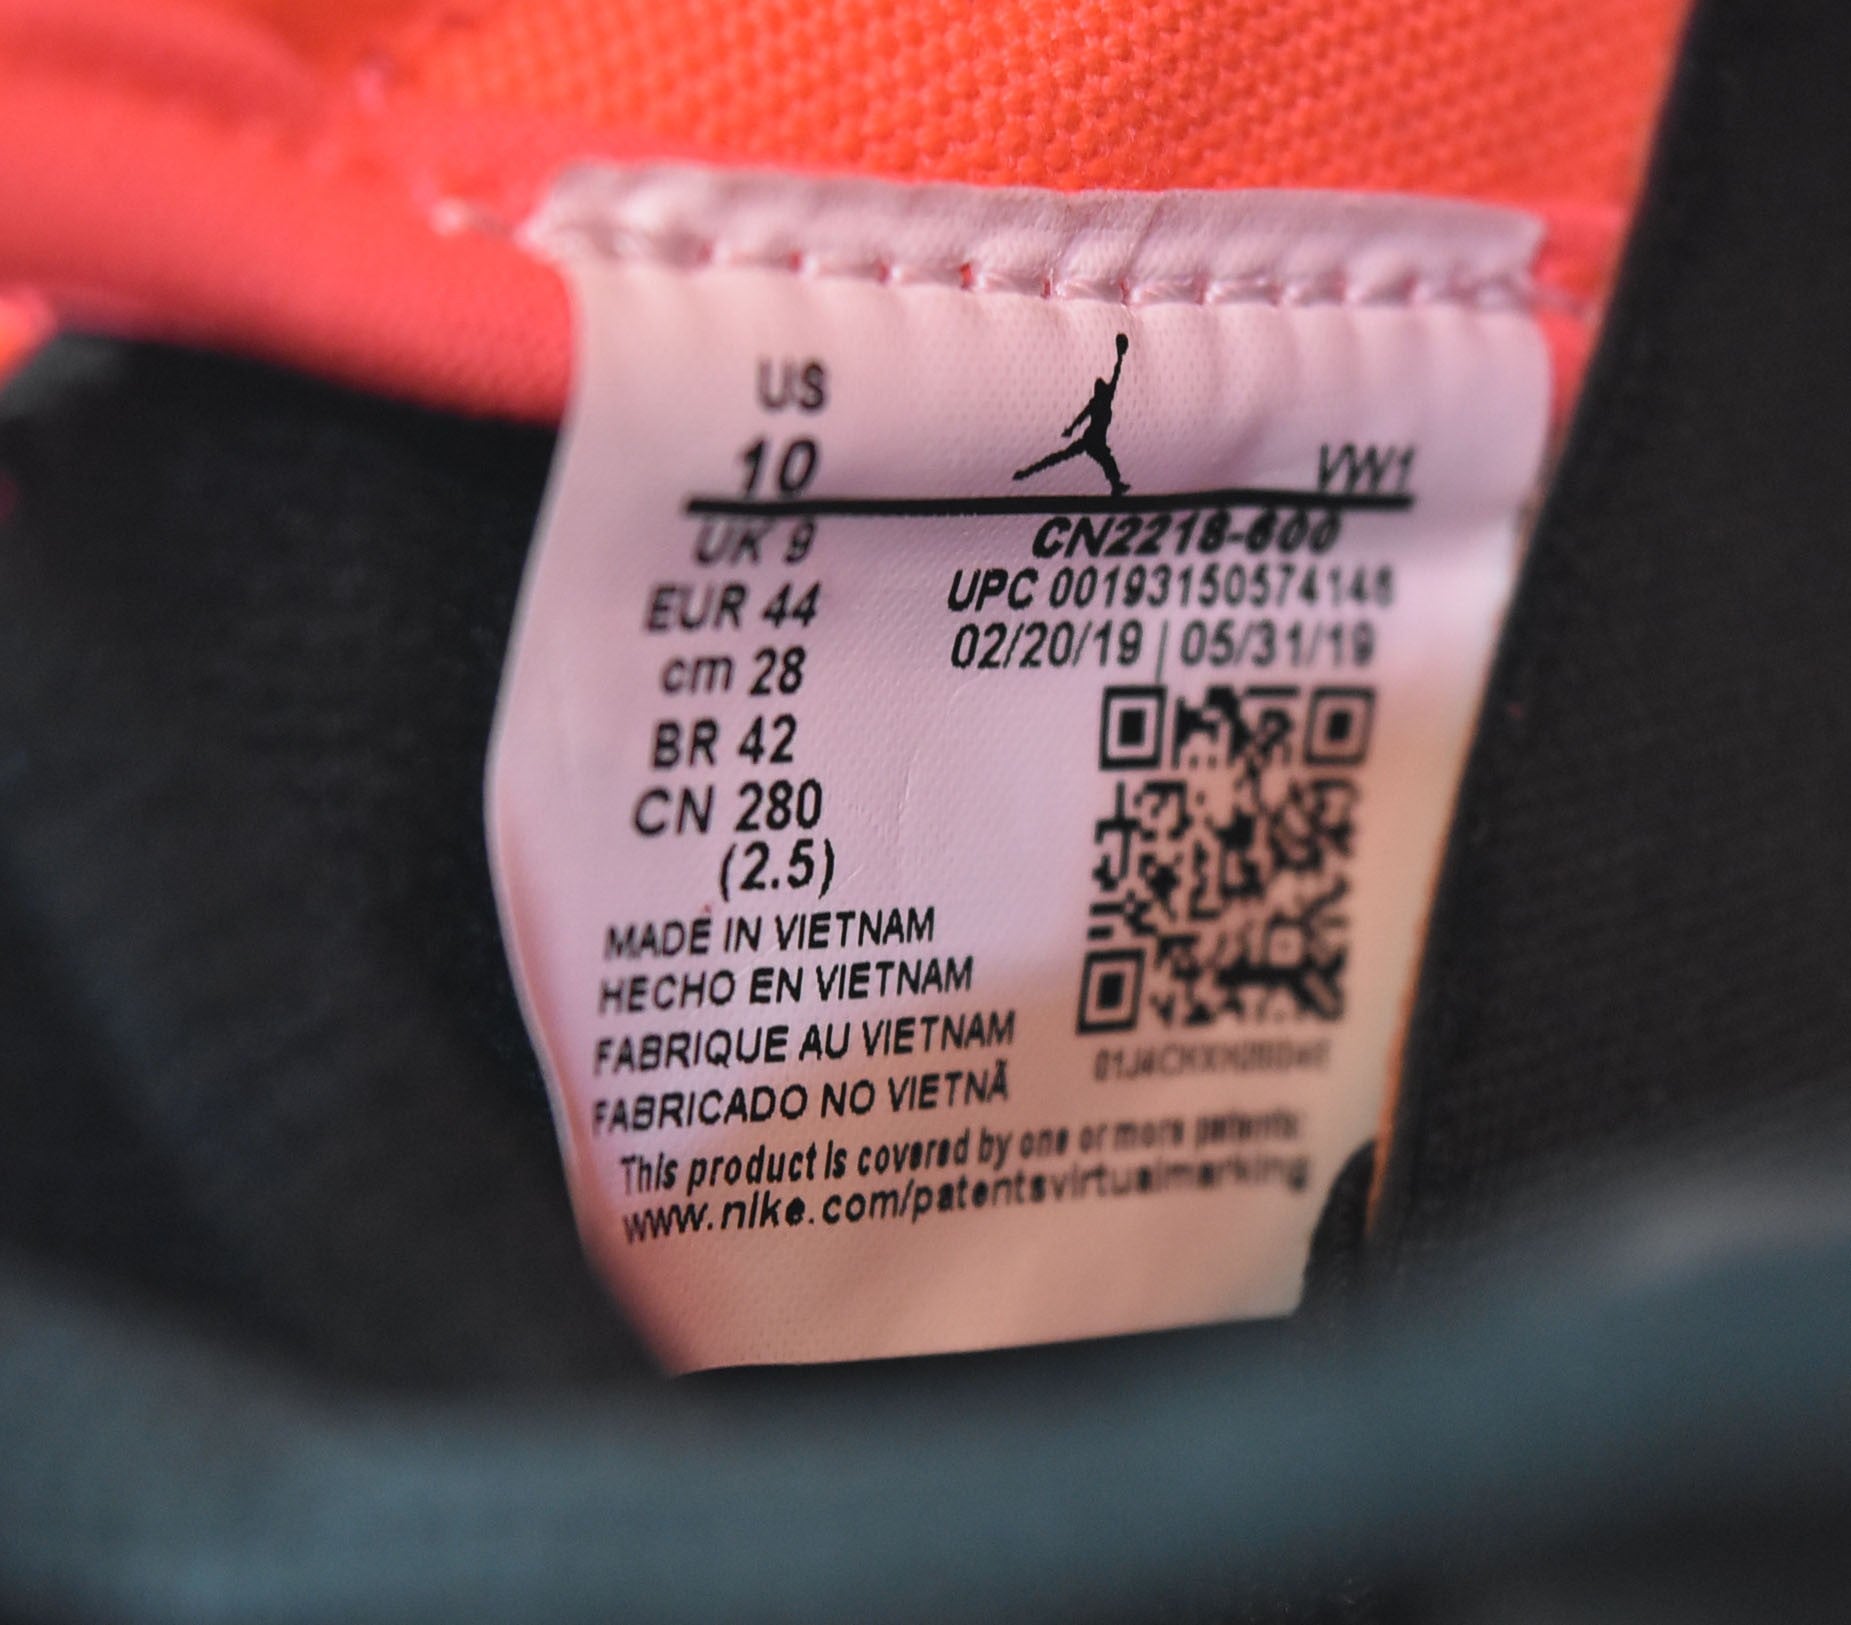 US
10
VW1
UK 9
CN2218-600
EUR 44
UPC 00193150574148
cm 28
02/20/19 | 05/31/19
BR 42
CN 280
(2.5)
MADE IN VIETNAM
HECHO EN VIETNAM
FABRIQUE AU VIETNAM
FABRICADO NO VIETNÃ
This product is covered by one or more patents:
www.nike.com/patentsvirtualmarking